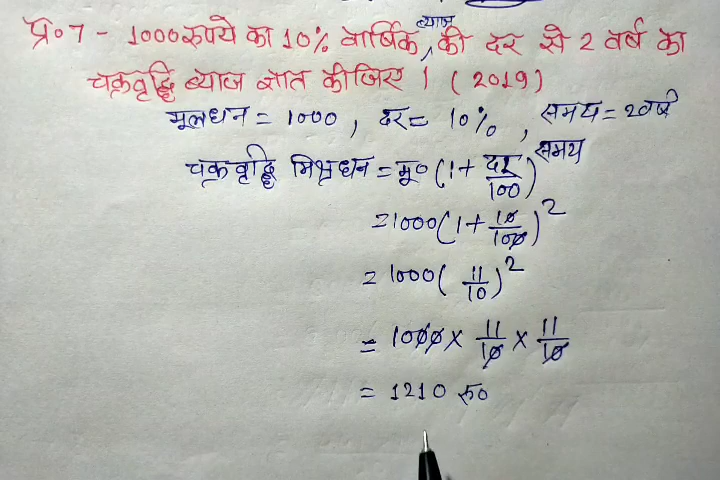 प्र०7 - 1000 रुपये का 10% वार्षिक ब्याज की दर से 2 वर्ष का
चक्रवृद्धि ब्याज ज्ञात कीजिए। (2019)
मूलधन = 1000, दर = 10%, समय = 2वर्ष
चक्रवृद्धि मिश्रधन = मू० (1 + दर/100)^समय
= 1000 (1 + 10/100)^2
= 1000 (11/10)^2
= 1000 × 11/10 × 11/10
= 1210 रु०